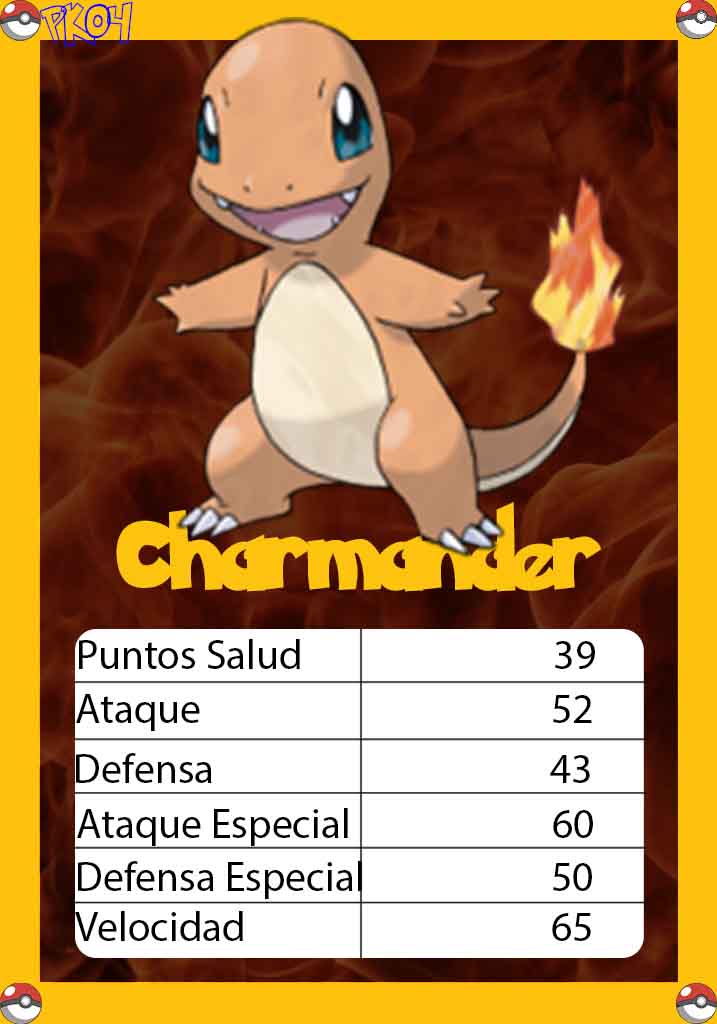 PK04
Charmander
Puntos Salud 39
Ataque 52
Defensa 43
Ataque Especial 60
Defensa Especial 50
Velocidad 65